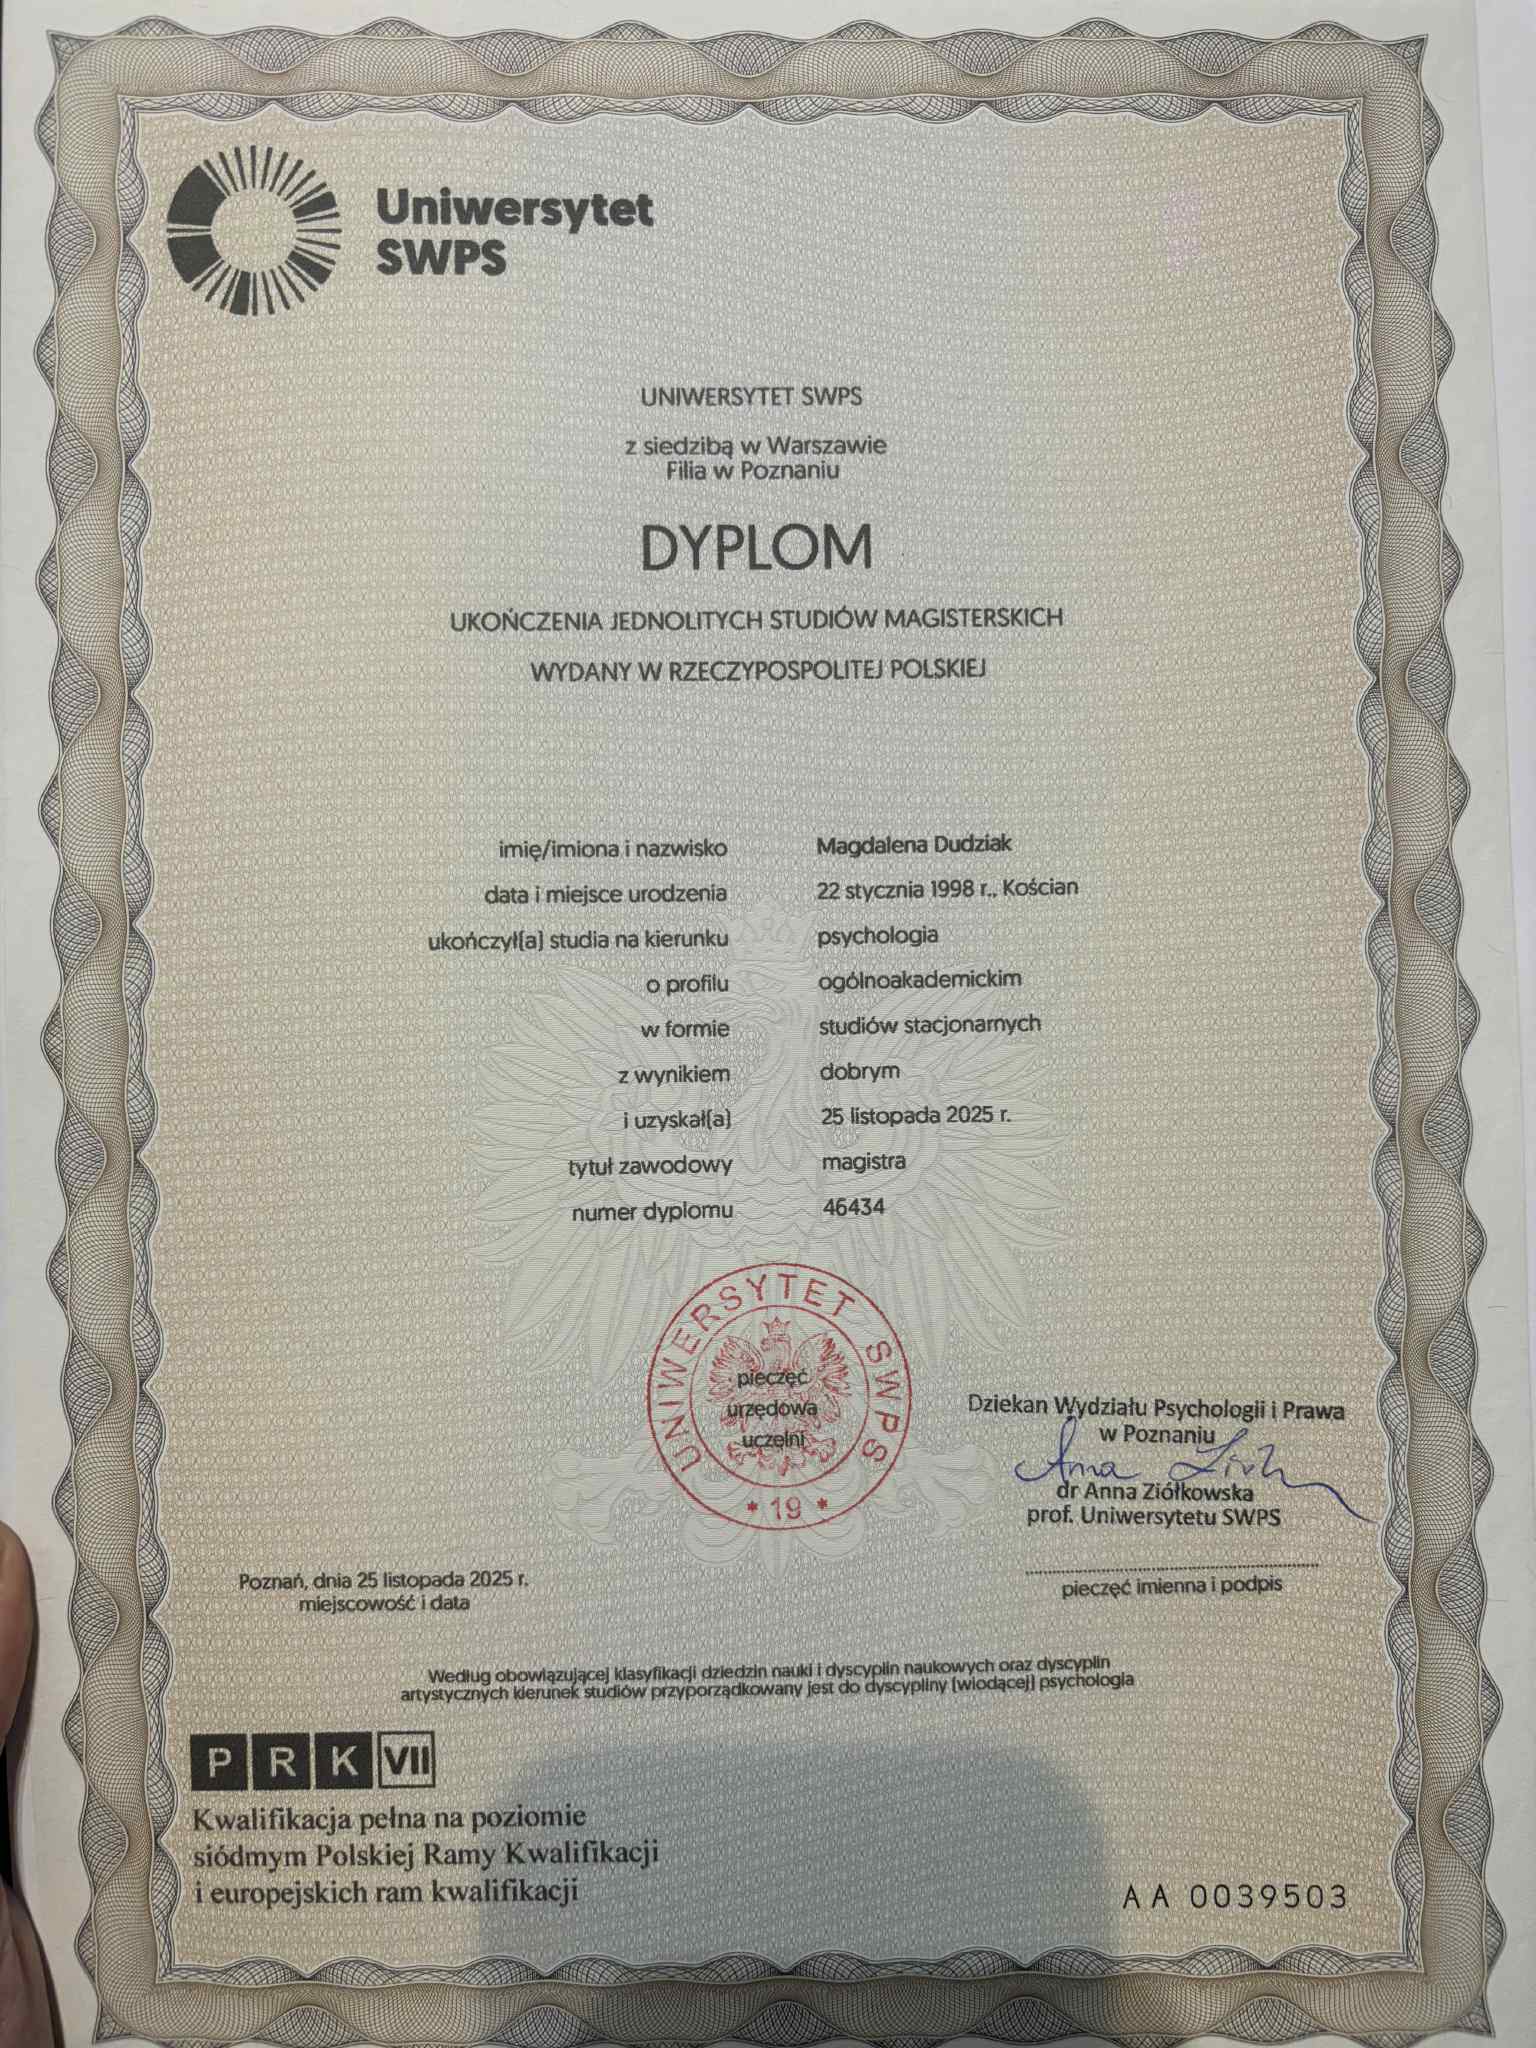 Uniwersytet
SWPS
UNIWERSYTET SWPS
z siedzibą w Warszawie
Filia w Poznaniu
DYPLOM
UKOŃCZENIA JEDNOLITYCH STUDIÓW MAGISTERSKICH
WYDANY W RZECZYPOSPOLITEJ POLSKIEJ
imię/imiona i nazwisko Magdalena Dudziak
data i miejsce urodzenia 22 stycznia 1998 r., Kościan
ukończył(a) studia na kierunku psychologia
o profilu ogólnoakademickim
w formie studiów stacjonarnych
z wynikiem dobrym
i uzyskał(a) 25 listopada 2025 r.
tytuł zawodowy magistra
numer dyplomu 46434
UNIWERSYTET SWPS
* 19 *
pieczęć
urzędowa
uczelni
Dziekan Wydziału Psychologii i Prawa
w Poznaniu
dr Anna Ziółkowska
prof. Uniwersytetu SWPS
pieczęć imienna i podpis
Poznań, dnia 25 listopada 2025 r.
miejscowość i data
Według obowiązującej klasyfikacji dziedzin nauki i dyscyplin naukowych oraz dyscyplin
artystycznych kierunek studiów przyporządkowany jest do dyscypliny (wiodącej) psychologia
PRK VII
Kwalifikacja pełna na poziomie
siódmym Polskiej Ramy Kwalifikacji
i europejskich ram kwalifikacji
AA 0039503